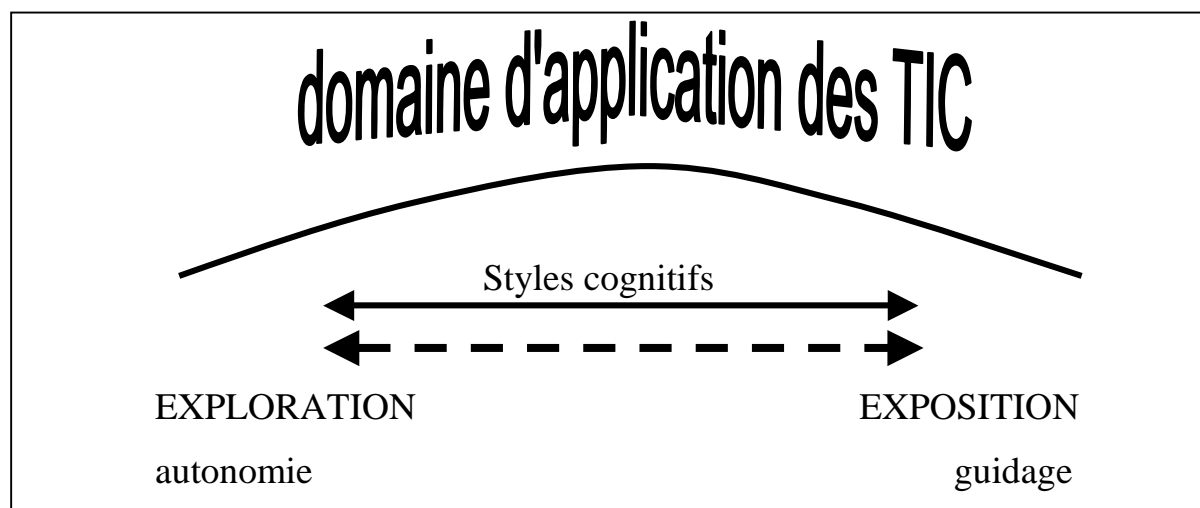 domaine d'application des TIC
Styles cognitifs
EXPLORATION EXPOSITION
autonomie guidage